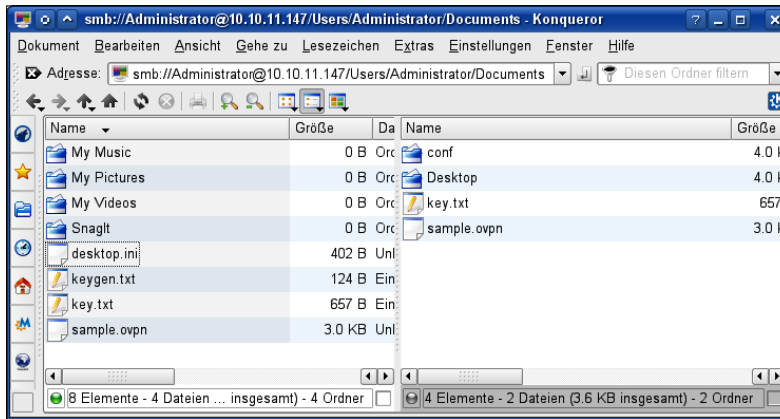 smb://Administrator@10.10.11.147/Users/Administrator/Documents - Konqueror
Dokument Bearbeiten Ansicht Gehe zu Lesezeichen Extras Einstellungen Fenster Hilfe
Adresse: smb://Administrator@10.10.11.147/Users/Administrator/Documents Diesen Ordner filtern
Name Größe Da Name Größe
My Music 0 B Ord conf 4.0
My Pictures 0 B Ord Desktop 4.0
My Videos 0 B Ord key.txt 657
SnagIt 0 B Ord sample.ovpn 3.0
desktop.ini 402 B Unl
keygen.txt 124 B Ein
key.txt 657 B Ein
sample.ovpn 3.0 KB Unl
8 Elemente - 4 Dateien ... insgesamt) - 4 Ordner 4 Elemente - 2 Dateien (3.6 KB insgesamt) - 2 Ordner